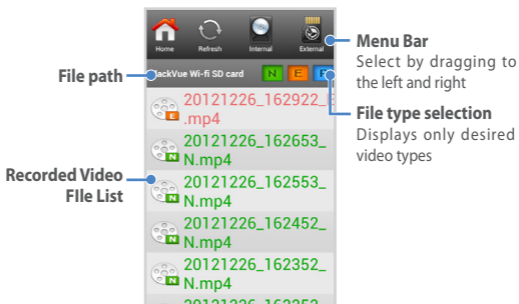 Home Refresh Internal External
Menu Bar
Select by dragging to
the left and right
File path
BlackVue Wi-fi SD card N E P
File type selection
Displays only desired
video types
20121226_162922_E
.mp4
E
20121226_162653_
N.mp4
N
Recorded Video
FIle List
20121226_162553_
N.mp4
N
20121226_162452_
N.mp4
N
20121226_162352_
N.mp4
N